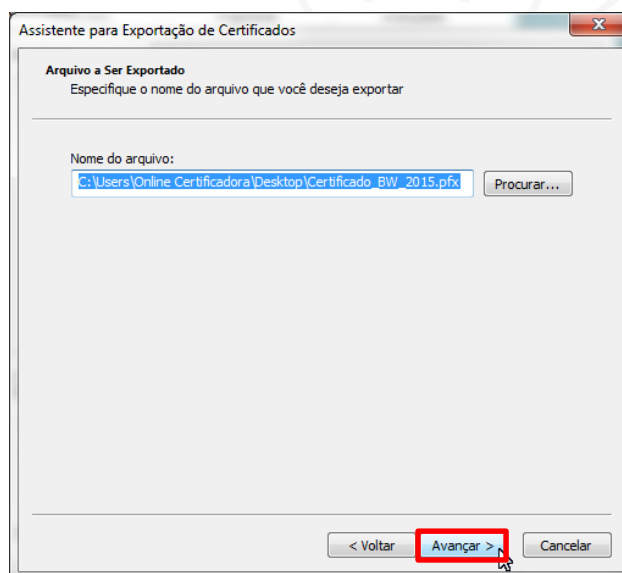 Assistente para Exportação de Certificados
Arquivo a Ser Exportado
Especifique o nome do arquivo que você deseja exportar
Nome do arquivo:
C:\Users\Online Certificadora\Desktop\Certificado_BW_2015.pfx
Procurar...
< Voltar
Avançar >
Cancelar